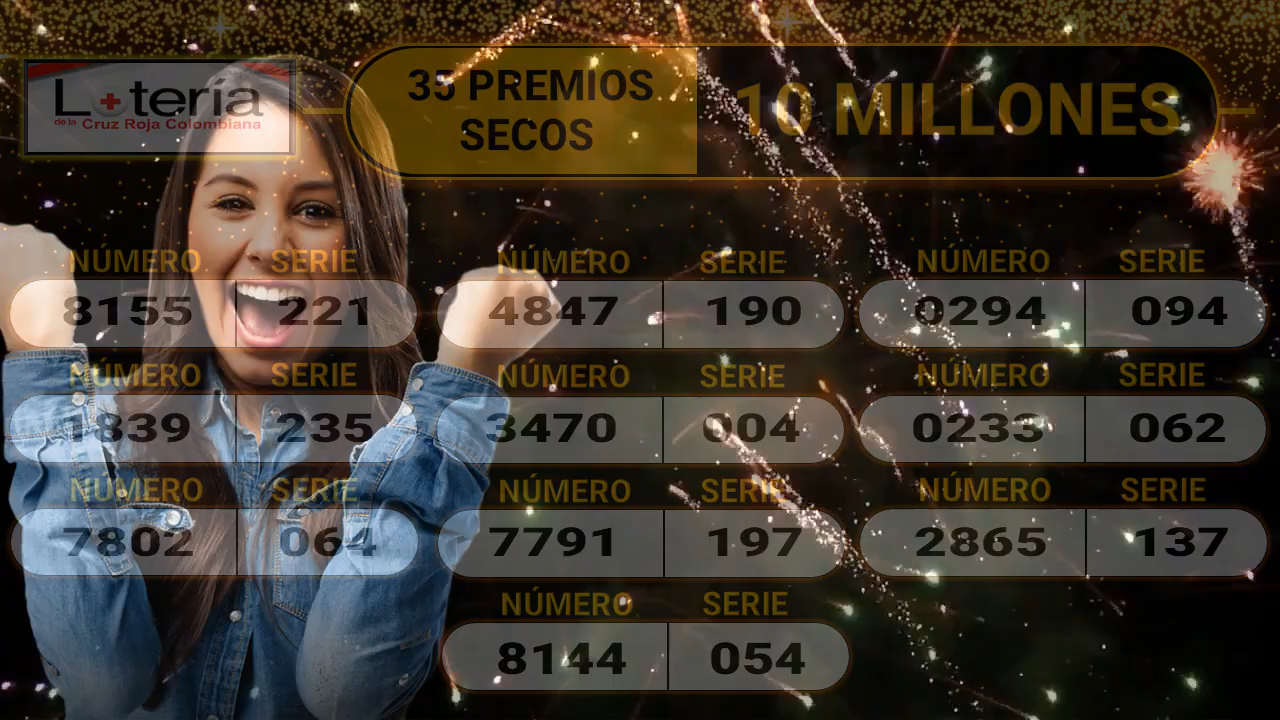 Lotería
de la Cruz Roja Colombiana
35 PREMIOS
SECOS
10 MILLONES
NÚMERO SERIE NÚMERO SERIE NÚMERO SERIE
8155 221 4847 190 0294 094
NÚMERO SERIE NÚMERO SERIE NÚMERO SERIE
1839 235 3470 004 0233 062
NÚMERO SERIE NÚMERO SERIE NÚMERO SERIE
7802 064 7791 197 2865 137
NÚMERO SERIE
8144 054